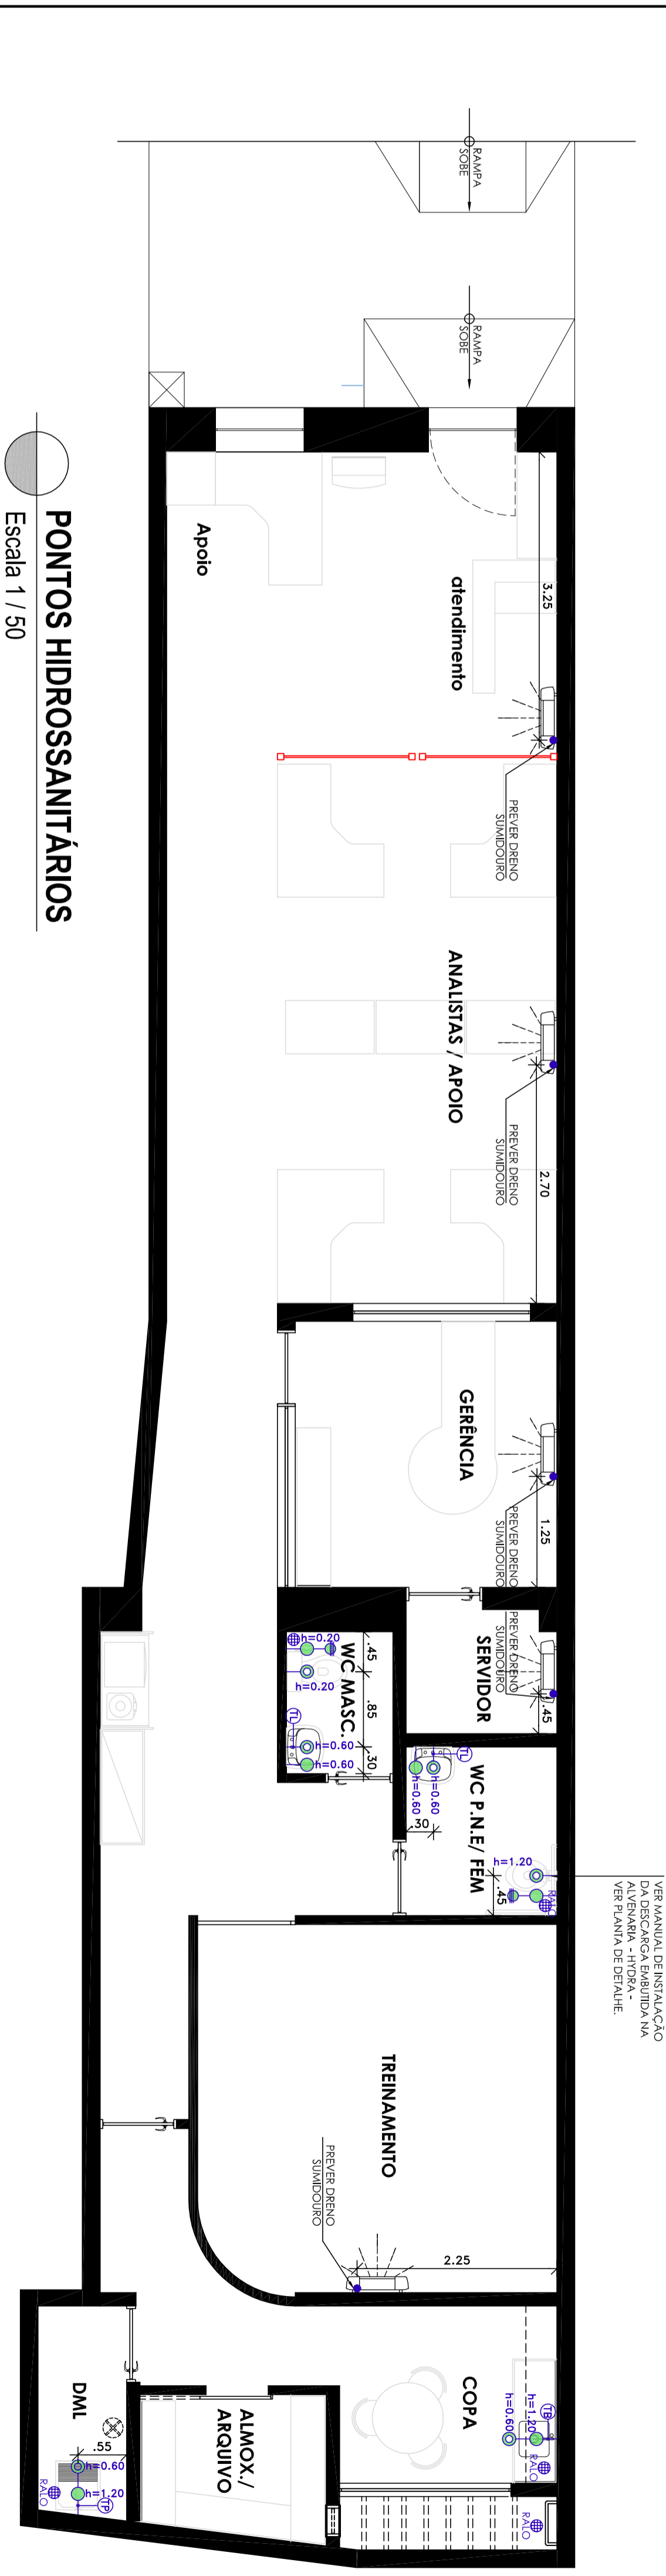 RAMPA
SOBE
RAMPA
SOBE
PONTOS HIDROSSANITÁRIOS
Escala 1 / 50
Apoio
atendimento
3.25
PREVER DRENO
SUMIDOURO
ANALISTAS / APOIO
PREVER DRENO
SUMIDOURO
2.70
GERÊNCIA
PREVER DRENO
SUMIDOURO
1.25
SERVIDOR
PREVER DRENO
SUMIDOURO
.45
WC MASC.
h=0.20
h=0.20
.45
.85
.30
TL
h=0.60
h=0.60
WC P.N.E/ FEM
TL
h=0.60
h=0.60
.30
h=1.20
.45
RALO
VER MANUAL DE INSTALAÇÃO
DA DESCARGA EMBUTIDA NA
ALVENARIA - HYDRA -
VER PLANTA DE DETALHE.
TREINAMENTO
PREVER DRENO
SUMIDOURO
2.25
COPA
TB
h=1.20
h=0.60
RALO
RALO
ALMOX./
ARQUIVO
DML
.55
h=0.60
h=1.20
TP
RALO